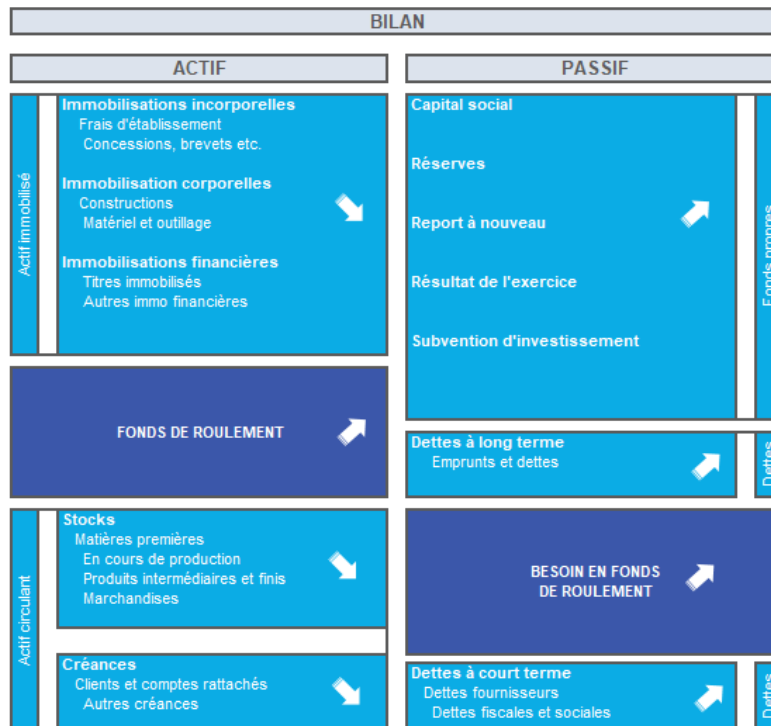 BILAN
ACTIF
Actif immobilisé
Immobilisations incorporelles
Frais d'établissement
Concessions, brevets etc.
Immobilisation corporelles
Constructions
Matériel et outillage
Immobilisations financières
Titres immobilisés
Autres immo financières
FONDS DE ROULEMENT
Actif circulant
Stocks
Matières premières
En cours de production
Produits intermédiaires et finis
Marchandises
Créances
Clients et comptes rattachés
Autres créances
PASSIF
Capital social
Réserves
Report à nouveau
Résultat de l'exercice
Subvention d'investissement
Fonds propres
Dettes à long terme
Emprunts et dettes
Dettes
BESOIN EN FONDS
DE ROULEMENT
Dettes à court terme
Dettes fournisseurs
Dettes fiscales et sociales
Dettes